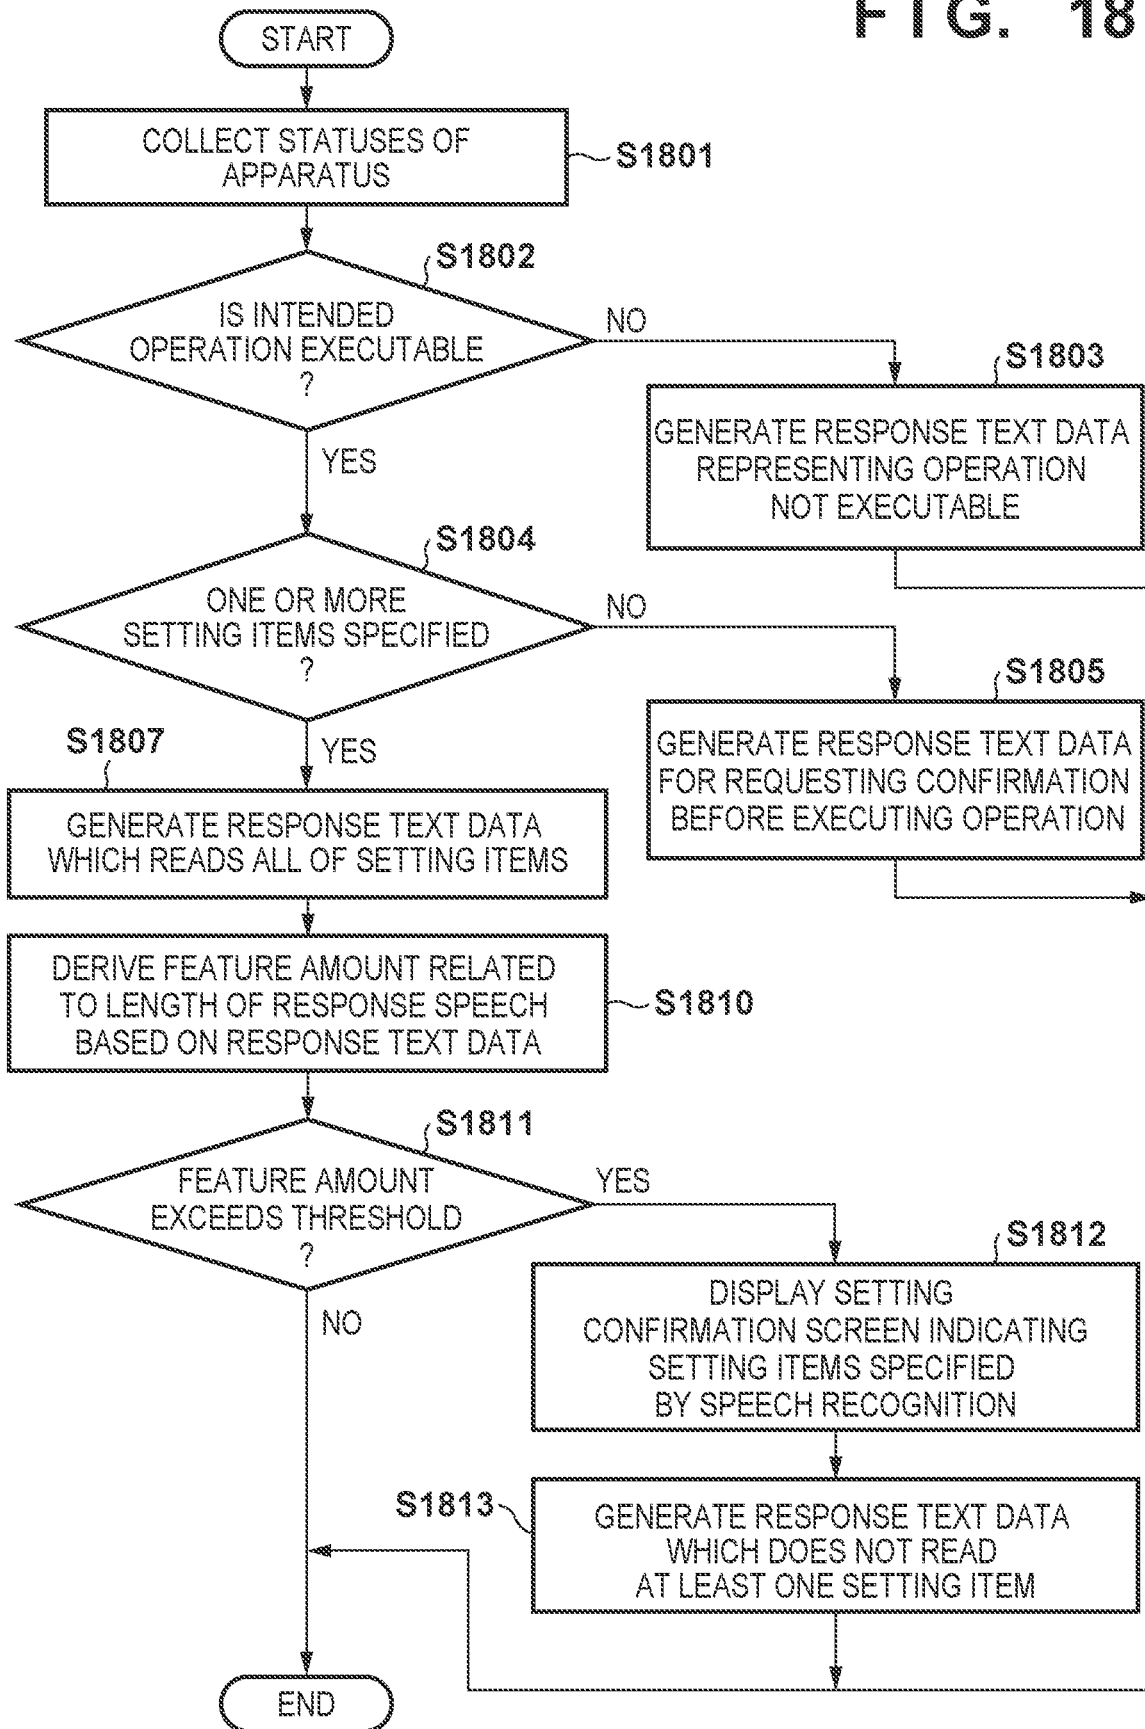 FIG. 18
START
COLLECT STATUSES OF
APPARATUS
S1801
S1802
IS INTENDED
OPERATION EXECUTABLE
?
NO
YES
S1803
GENERATE RESPONSE TEXT DATA
REPRESENTING OPERATION
NOT EXECUTABLE
S1804
ONE OR MORE
SETTING ITEMS SPECIFIED
?
NO
YES
S1805
GENERATE RESPONSE TEXT DATA
FOR REQUESTING CONFIRMATION
BEFORE EXECUTING OPERATION
S1807
GENERATE RESPONSE TEXT DATA
WHICH READS ALL OF SETTING ITEMS
DERIVE FEATURE AMOUNT RELATED
TO LENGTH OF RESPONSE SPEECH
BASED ON RESPONSE TEXT DATA
S1810
S1811
FEATURE AMOUNT
EXCEEDS THRESHOLD
?
YES
NO
S1812
DISPLAY SETTING
CONFIRMATION SCREEN INDICATING
SETTING ITEMS SPECIFIED
BY SPEECH RECOGNITION
S1813
GENERATE RESPONSE TEXT DATA
WHICH DOES NOT READ
AT LEAST ONE SETTING ITEM
END